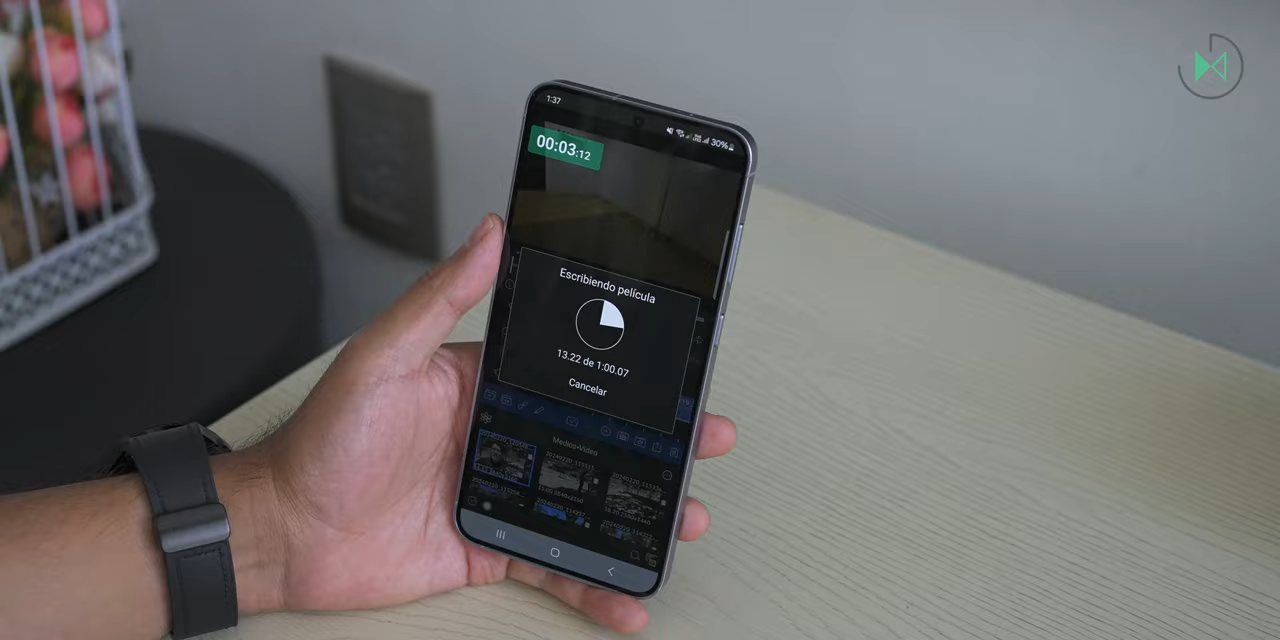 1:37
30%
00:03:12
Escribiendo película
13.22 de 1:00.07
Cancelar
Medios•Video